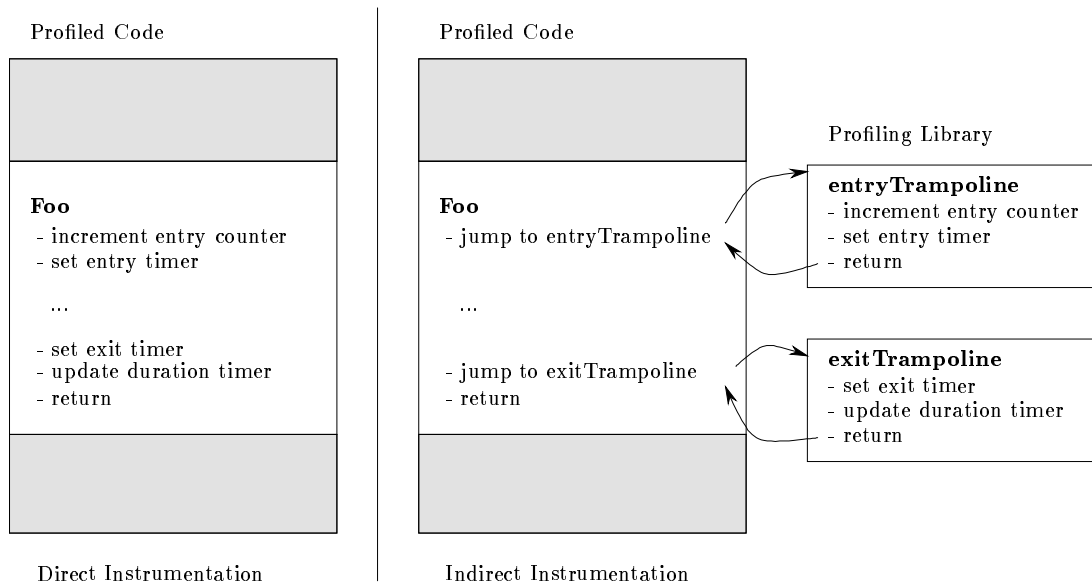 Profiled Code
Foo
- increment entry counter
- set entry timer
...
- set exit timer
- update duration timer
- return
Direct Instrumentation
Profiled Code
Foo
- jump to entryTrampoline
...
- jump to exitTrampoline
- return
Indirect Instrumentation
Profiling Library
entryTrampoline
- increment entry counter
- set entry timer
- return
exitTrampoline
- set exit timer
- update duration timer
- return